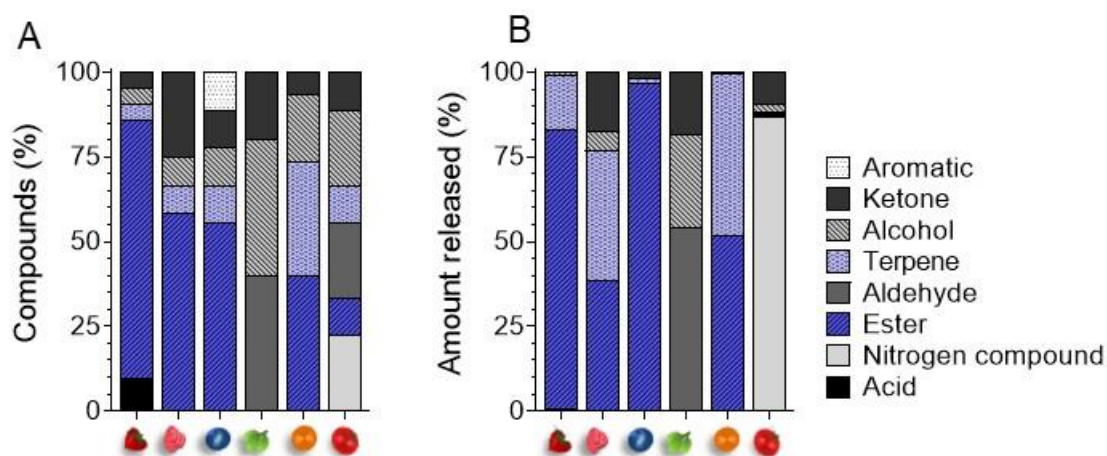 A
B
Compounds (%)
100
75
50
25
0
Amount released (%)
100
75
50
25
0
Aromatic
Ketone
Alcohol
Terpene
Aldehyde
Ester
Nitrogen compound
Acid